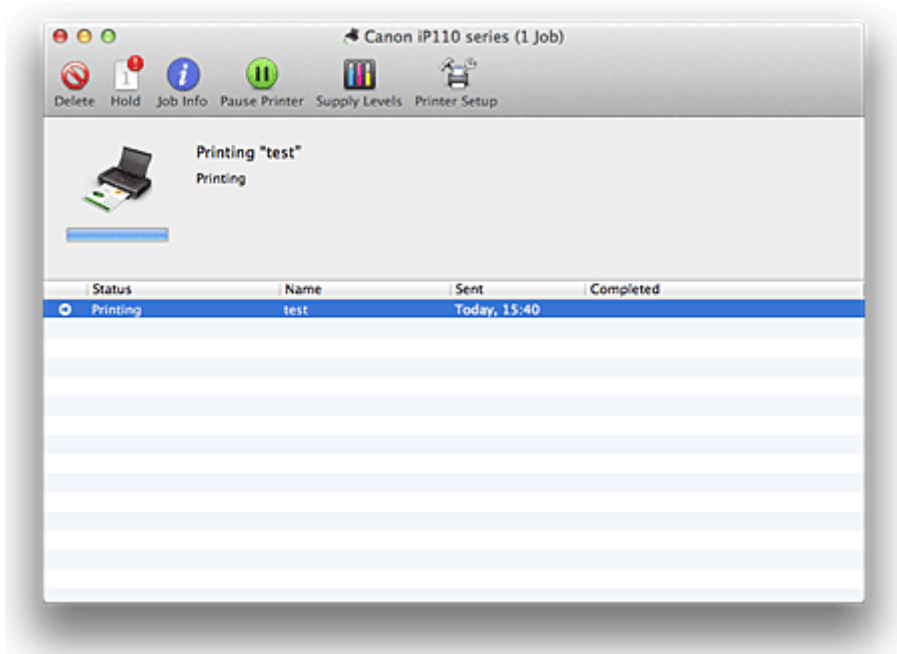 Canon iP110 series (1 Job)
1
Delete Hold Job Info Pause Printer Supply Levels Printer Setup
Printing "test"
Printing
Status Name Sent Completed
Printing test Today, 15:40